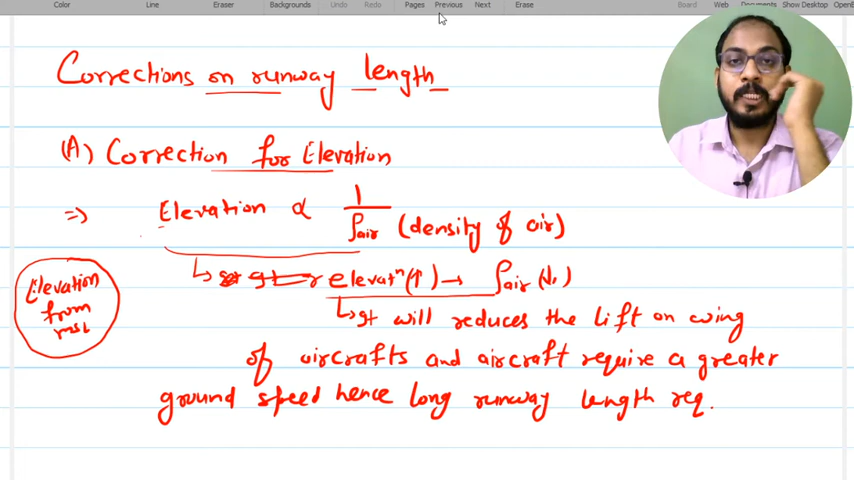 Color Line Eraser Backgrounds Undo Redo Pages Previous Next Erase Board Web Documents Show Desktop
Corrections on runway length
(A) Correction for Elevation
⇒ Elevation ∝ 1/ρair (density of air)
↳ elevatⁿ(↑) → ρair (↓)
Elevation
from
msL
↳ It will reduces the lift on wing
of aircrafts and aircraft require a greater
ground speed hence long runway length req.